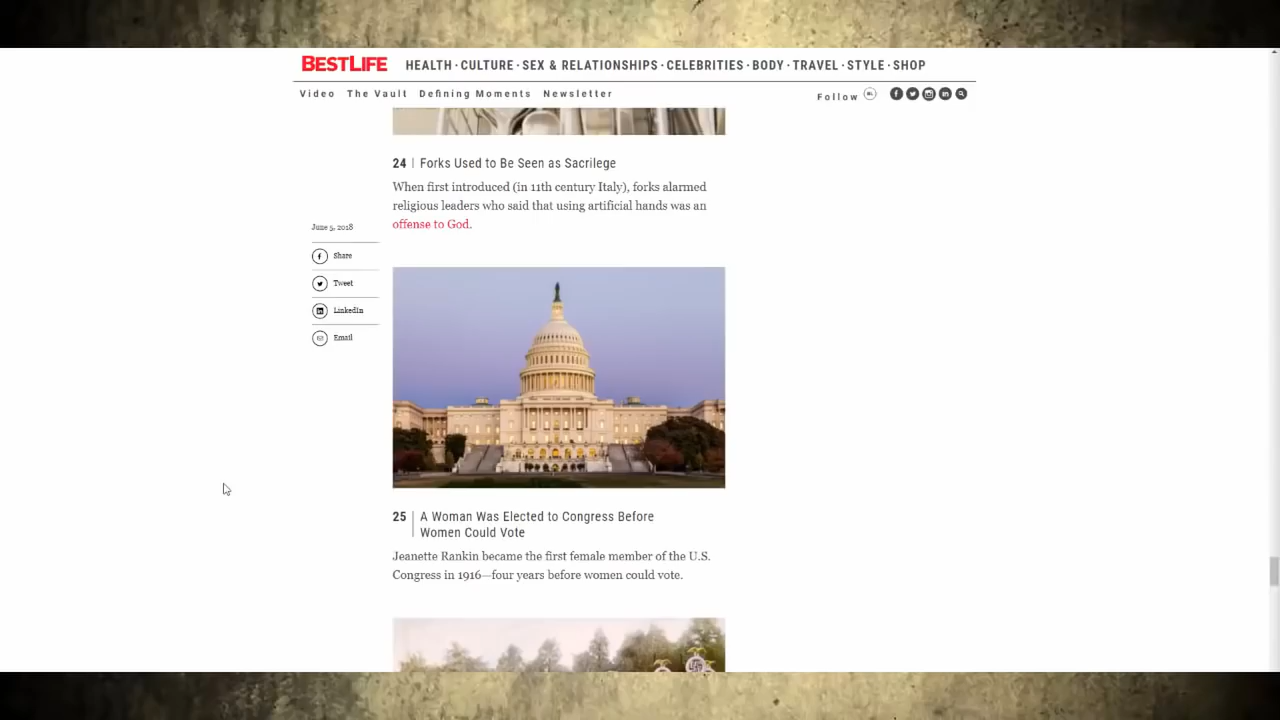 BESTLIFE
HEALTH · CULTURE · SEX & RELATIONSHIPS · CELEBRITIES · BODY · TRAVEL · STYLE · SHOP
Video The Vault Defining Moments Newsletter
Follow
24 | Forks Used to Be Seen as Sacrilege
When first introduced (in 11th century Italy), forks alarmed
religious leaders who said that using artificial hands was an
offense to God.
June 5, 2018
Share
Tweet
LinkedIn
Email
25 | A Woman Was Elected to Congress Before
Women Could Vote
Jeanette Rankin became the first female member of the U.S.
Congress in 1916—four years before women could vote.